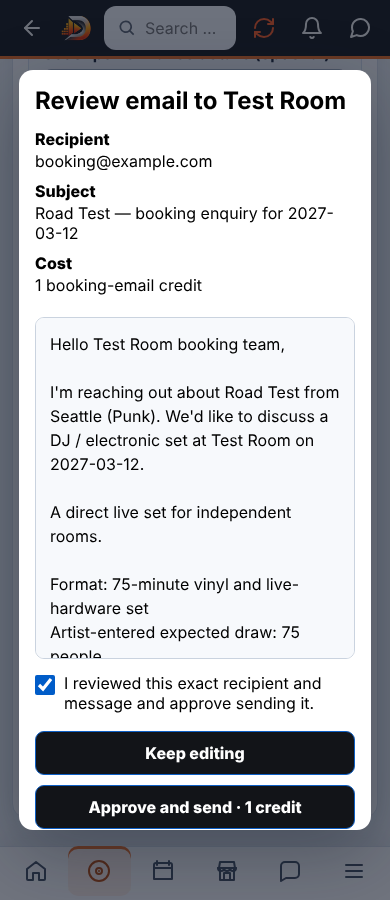 Search ...
Review email to Test Room
Recipient
booking@example.com
Subject
Road Test — booking enquiry for 2027-
03-12
Cost
1 booking-email credit
Hello Test Room booking team,
I'm reaching out about Road Test from
Seattle (Punk). We'd like to discuss a
DJ / electronic set at Test Room on
2027-03-12.
A direct live set for independent
rooms.
Format: 75-minute vinyl and live-
hardware set
Artist-entered expected draw: 75
people
I reviewed this exact recipient and
message and approve sending it.
Keep editing
Approve and send · 1 credit